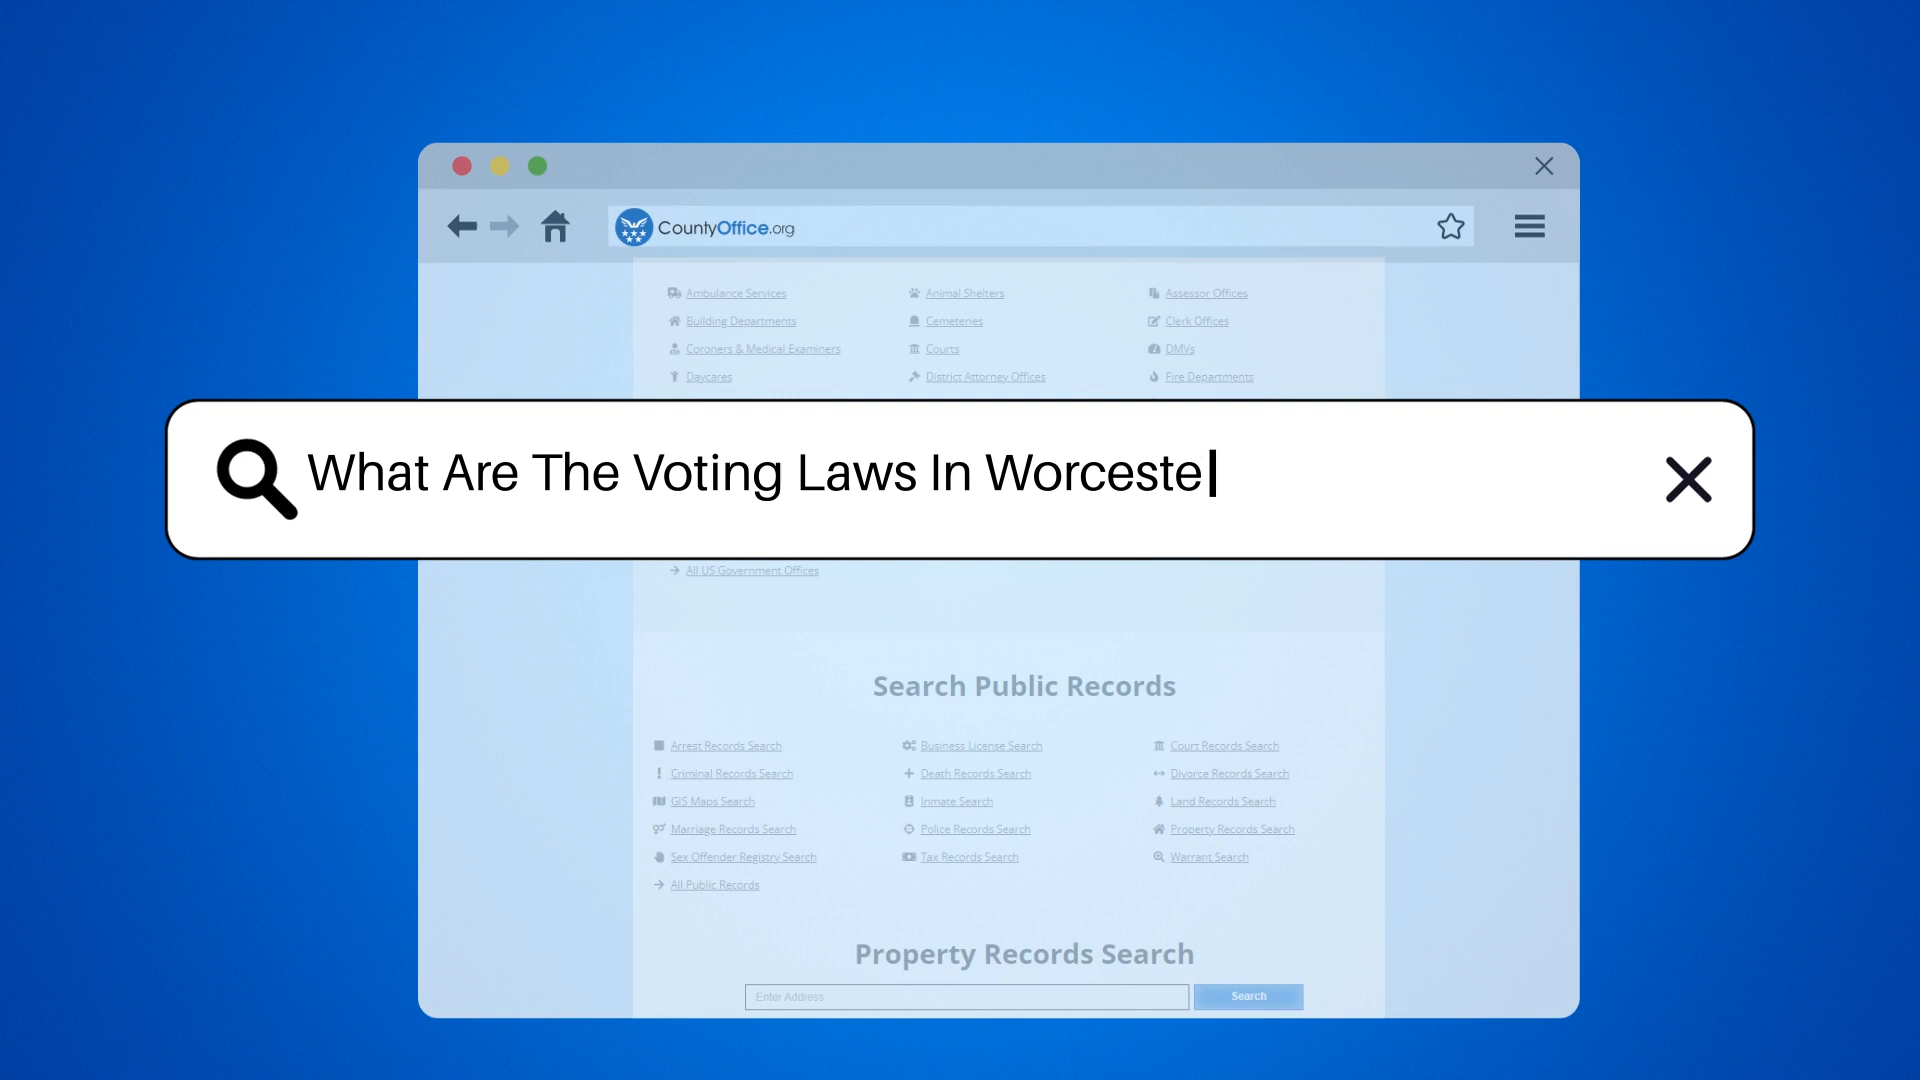 CountyOffice.org
Ambulance Services Animal Shelters Assessor Offices
Building Departments Cemeteries Clerk Offices
Coroners & Medical Examiners Courts DMVs
Daycares District Attorney Offices Fire Departments
What Are The Voting Laws In Worceste
All US Government Offices
Search Public Records
Arrest Records Search Business License Search Court Records Search
Criminal Records Search Death Records Search Divorce Records Search
GIS Maps Search Inmate Search Land Records Search
Marriage Records Search Police Records Search Property Records Search
Sex Offender Registry Search Tax Records Search Warrant Search
All Public Records
Property Records Search
Enter Address Search